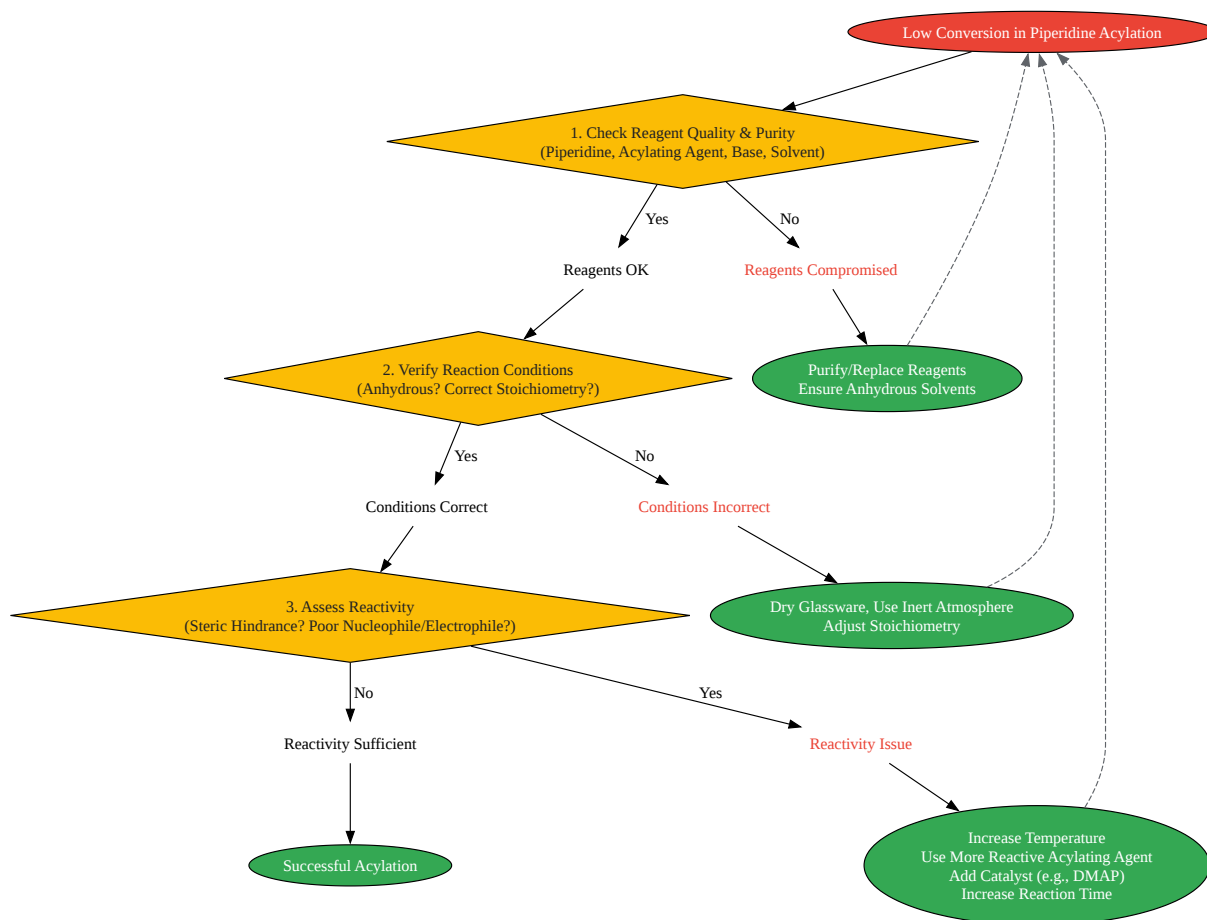 Low Conversion in Piperidine Acylation
1. Check Reagent Quality & Purity
(Piperidine, Acylating Agent, Base, Solvent)
Yes
No
Reagents OK
Reagents Compromised
2. Verify Reaction Conditions
(Anhydrous? Correct Stoichiometry?)
Purify/Replace Reagents
Ensure Anhydrous Solvents
Yes
No
Conditions Correct
Conditions Incorrect
3. Assess Reactivity
(Steric Hindrance? Poor Nucleophile/Electrophile?)
Dry Glassware, Use Inert Atmosphere
Adjust Stoichiometry
No
Yes
Reactivity Sufficient
Reactivity Issue
Successful Acylation
Increase Temperature
Use More Reactive Acylating Agent
Add Catalyst (e.g., DMAP)
Increase Reaction Time